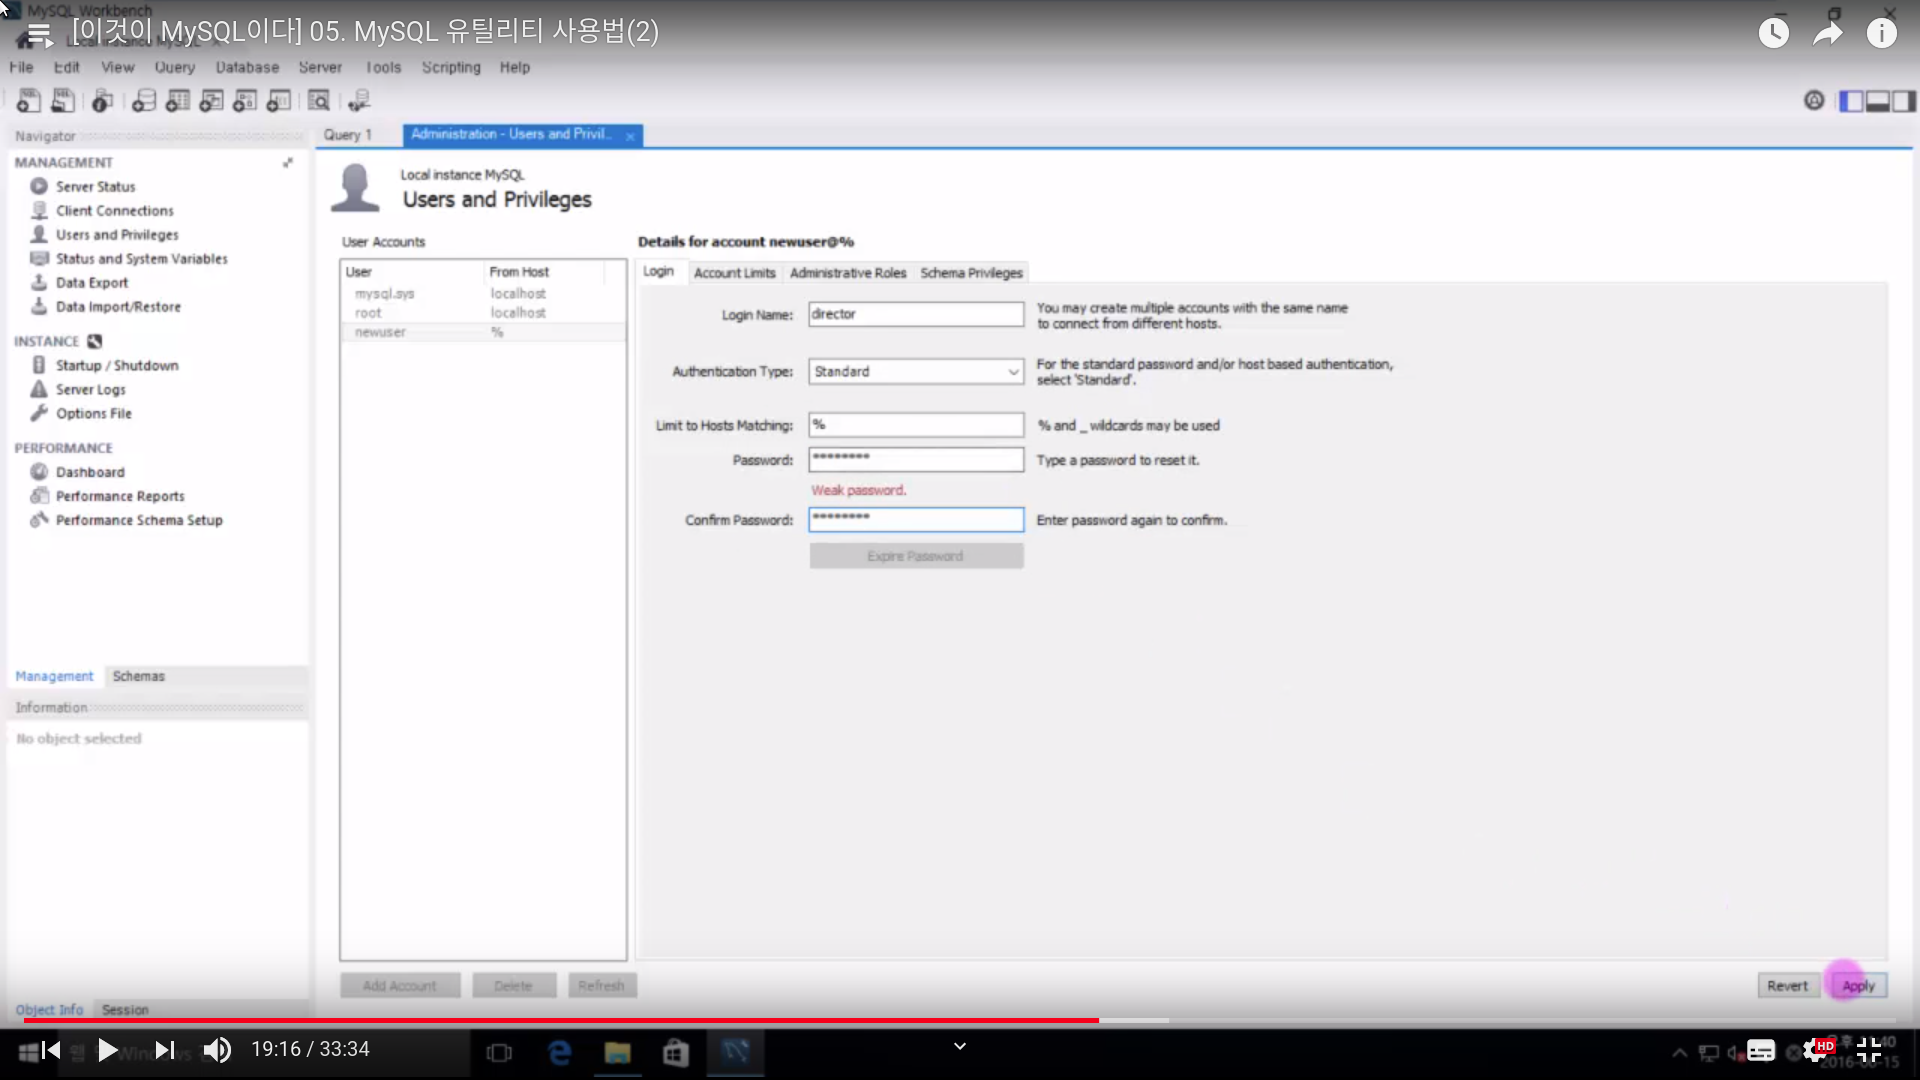 MySQL Workbench
[이것이 MySQL이다] 05. MySQL 유틸리티 사용법(2)
File Edit View Query Database Server Tools Scripting Help
Navigator
Query 1
Administration - Users and Privil..
MANAGEMENT
Server Status
Client Connections
Users and Privileges
Status and System Variables
Data Export
Data Import/Restore
INSTANCE
Startup / Shutdown
Server Logs
Options File
PERFORMANCE
Dashboard
Performance Reports
Performance Schema Setup
Management Schemas
Information
No object selected
Object Info Session
Local instance MySQL
Users and Privileges
User Accounts
User From Host
mysql.sys localhost
root localhost
newuser %
Add Account Delete Refresh
Details for account newuser@%
Login Account Limits Administrative Roles Schema Privileges
Login Name: director You may create multiple accounts with the same name
to connect from different hosts.
Authentication Type: Standard For the standard password and/or host based authentication,
select 'Standard'.
Limit to Hosts Matching: % % and _ wildcards may be used
Password: ******** Type a password to reset it.
Weak password.
Confirm Password: ******** Enter password again to confirm.
Expire Password
Revert Apply
19:16 / 33:34
HD